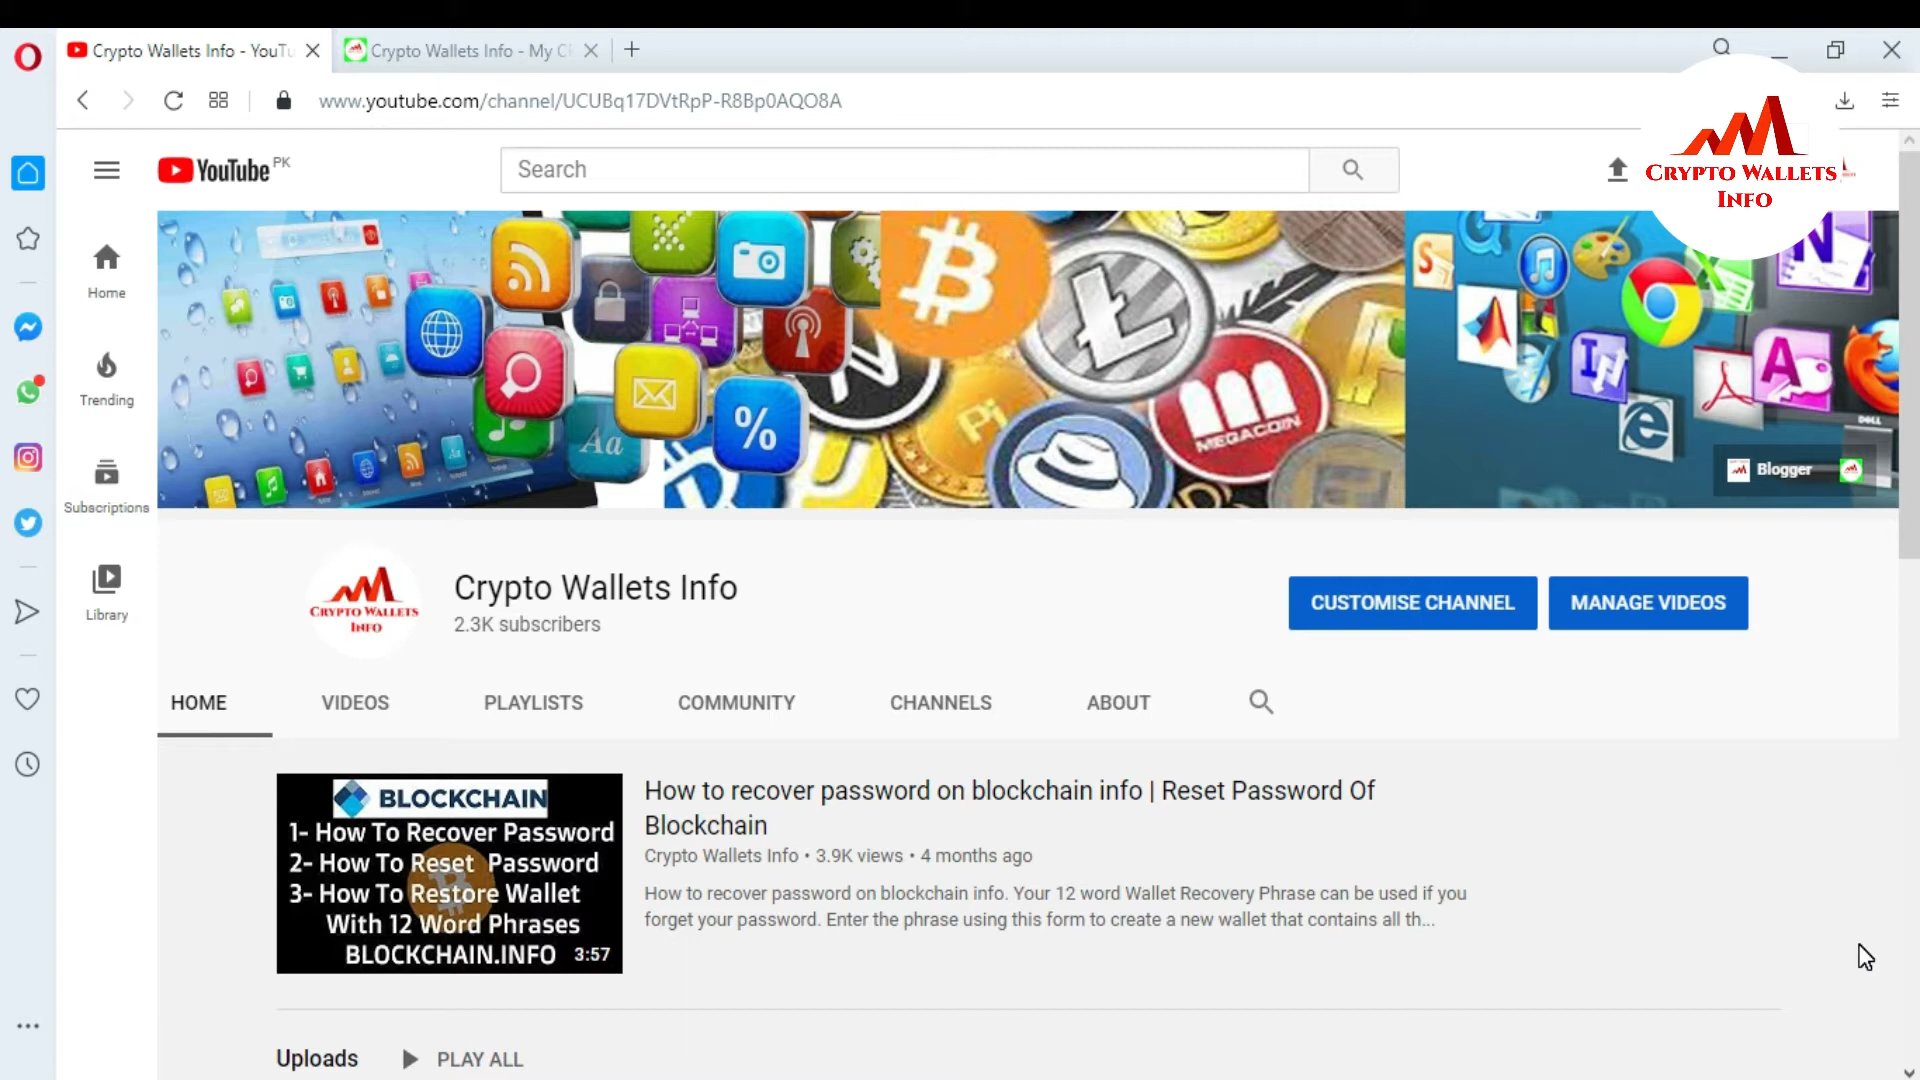 Crypto Wallets Info - YouTu
Crypto Wallets Info - My C
www.youtube.com/channel/UCUBq17DVtRpP-R8Bp0AQO8A
YouTube PK
Search
CRYPTO WALLETS
INFO
Home
Trending
Subscriptions
Library
Aa
%
MEGACOIN
DELL
Blogger
CRYPTO WALLETS
INFO
Crypto Wallets Info
2.3K subscribers
CUSTOMISE CHANNEL
MANAGE VIDEOS
HOME
VIDEOS
PLAYLISTS
COMMUNITY
CHANNELS
ABOUT
BLOCKCHAIN
1- How To Recover Password
2- How To Reset Password
3- How To Restore Wallet
With 12 Word Phrases
BLOCKCHAIN.INFO
3:57
How to recover password on blockchain info | Reset Password Of
Blockchain
Crypto Wallets Info • 3.9K views • 4 months ago
How to recover password on blockchain info. Your 12 word Wallet Recovery Phrase can be used if you
forget your password. Enter the phrase using this form to create a new wallet that contains all th...
Uploads
PLAY ALL